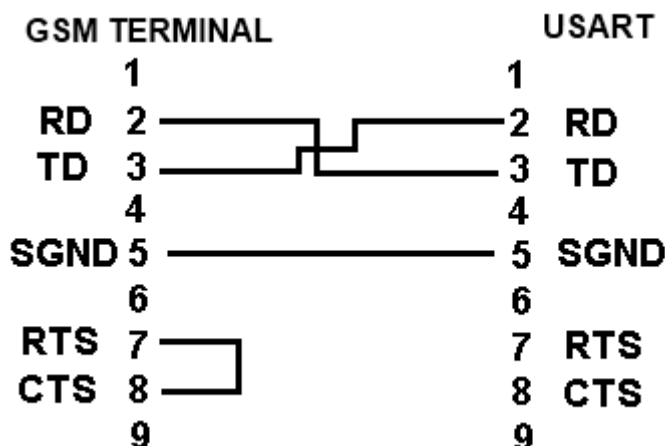 GSM TERMINAL USART
1 1
RD 2 2 RD
TD 3 3 TD
4 4
SGND 5 5 SGND
6 6
RTS 7 7 RTS
CTS 8 8 CTS
9 9